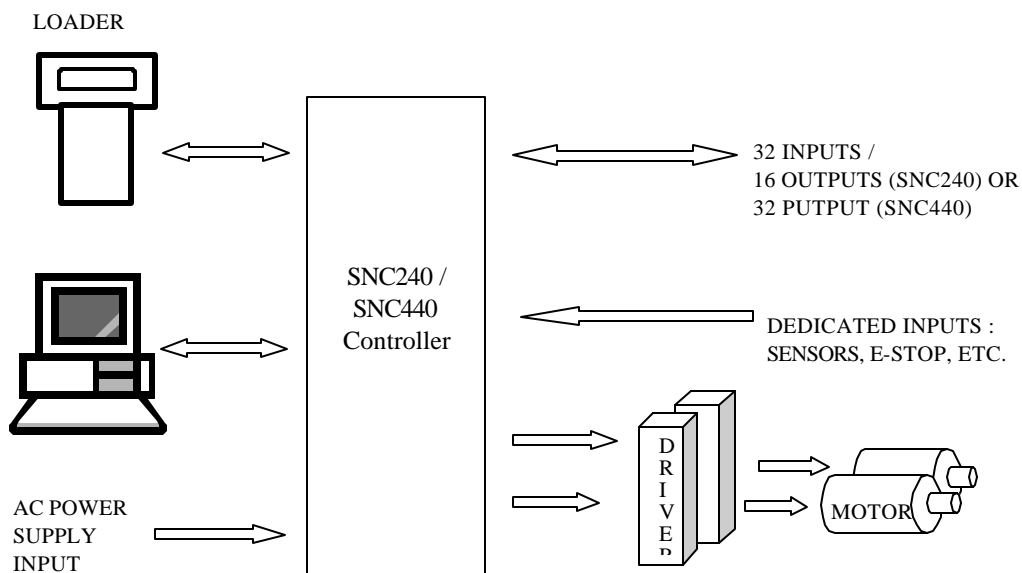 LOADER
32 INPUTS /
16 OUTPUTS (SNC240) OR
32 PUTPUT (SNC440)
SNC240 /
SNC440
Controller
DEDICATED INPUTS :
SENSORS, E-STOP, ETC.
D
R
I
V
E
R
MOTOR
AC POWER
SUPPLY
INPUT